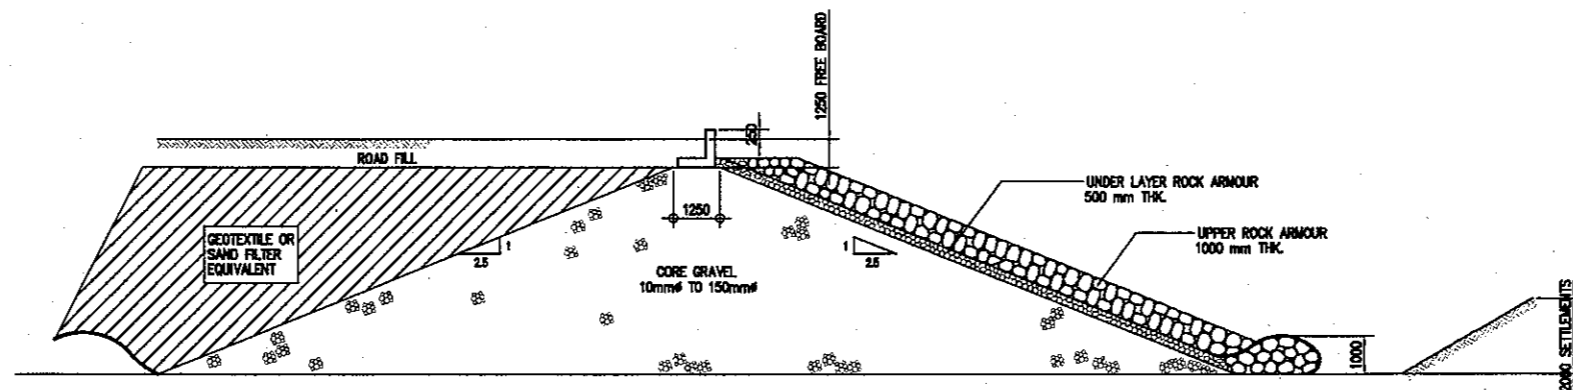 1250 FREE BOARD
250
ROAD FILL
UNDER LAYER ROCK ARMOUR
500 mm THK.
1250
UPPER ROCK ARMOUR
1000 mm THK.
GEOTEXTILE OR
SAND FILTER
EQUIVALENT
1
2.5
1
2.5
CORE GRAVEL
10mmø TO 150mmø
1000
2000 SETTLEMENTS